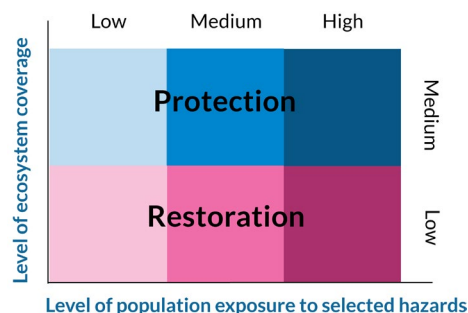 Low Medium High
Level of ecosystem coverage
Protection
Medium
Restoration
Low
Level of population exposure to selected hazards